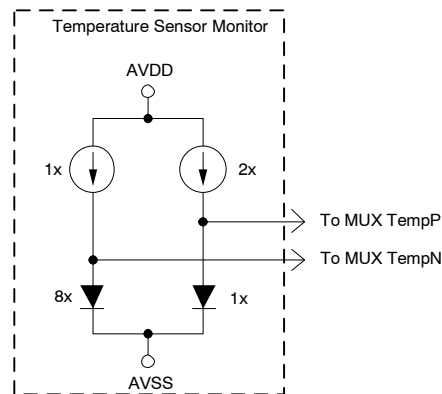 Temperature Sensor Monitor
AVDD
1x
2x
To MUX TempP
To MUX TempN
8x
1x
AVSS